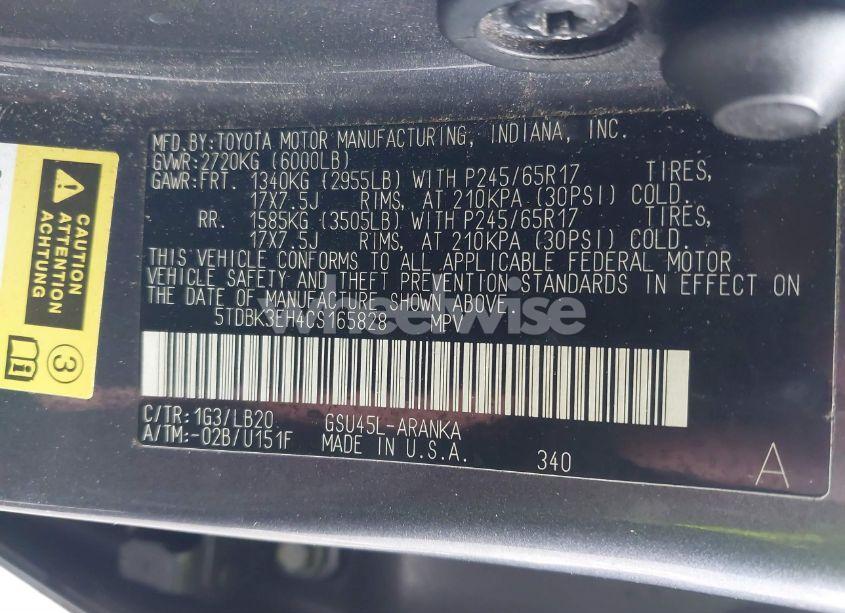 MFD. BY: TOYOTA MOTOR MANUFACTURING, INDIANA, INC.
GVWR: 2720KG (6000LB)
GAWR: FRT. 1340KG (2955LB) WITH P245/65R17 TIRES,
17X7.5J RIMS, AT 210KPA (30PSI) COLD.
RR. 1585KG (3505LB) WITH P245/65R17 TIRES,
17X7.5J RIMS, AT 210KPA (30PSI) COLD.
THIS VEHICLE CONFORMS TO ALL APPLICABLE FEDERAL MOTOR
VEHICLE SAFETY AND THEFT PREVENTION STANDARDS IN EFFECT ON
THE DATE OF MANUFACTURE SHOWN ABOVE.
5TDBK3EH4CS165828 MPV
C/TR: 1G3/LB20 GSU45L-ARANKA
A/TM: -02B/U151F MADE IN U.S.A. 340
A
CAUTION
ATTENTION
ACHTUNG
i
3
wheelwise